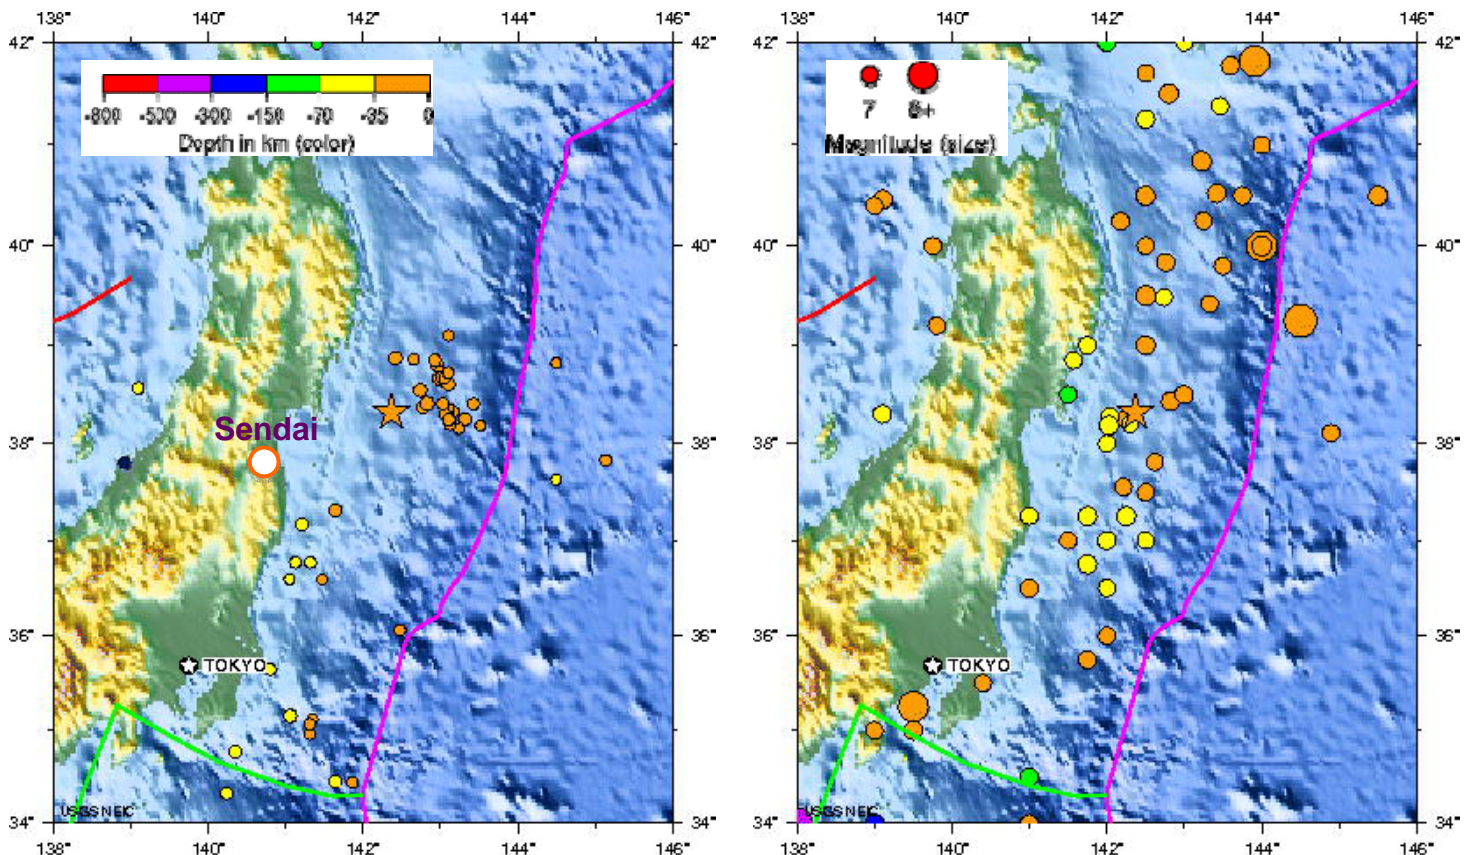 138° 140° 142° 144° 146°
42° 42°
-800 -500 -300 -150 -70 -35 0
Depth in km (color)
40° 40°
Sendai
38° 38°
36° 36°
TOKYO
USGS NEIC
34° 34°
138° 140° 142° 144° 146°
138° 140° 142° 144° 146°
42° 42°
7 8+
Magnitude (size)
40° 40°
38° 38°
36° 36°
TOKYO
USGS NEIC
34° 34°
138° 140° 142° 144° 146°